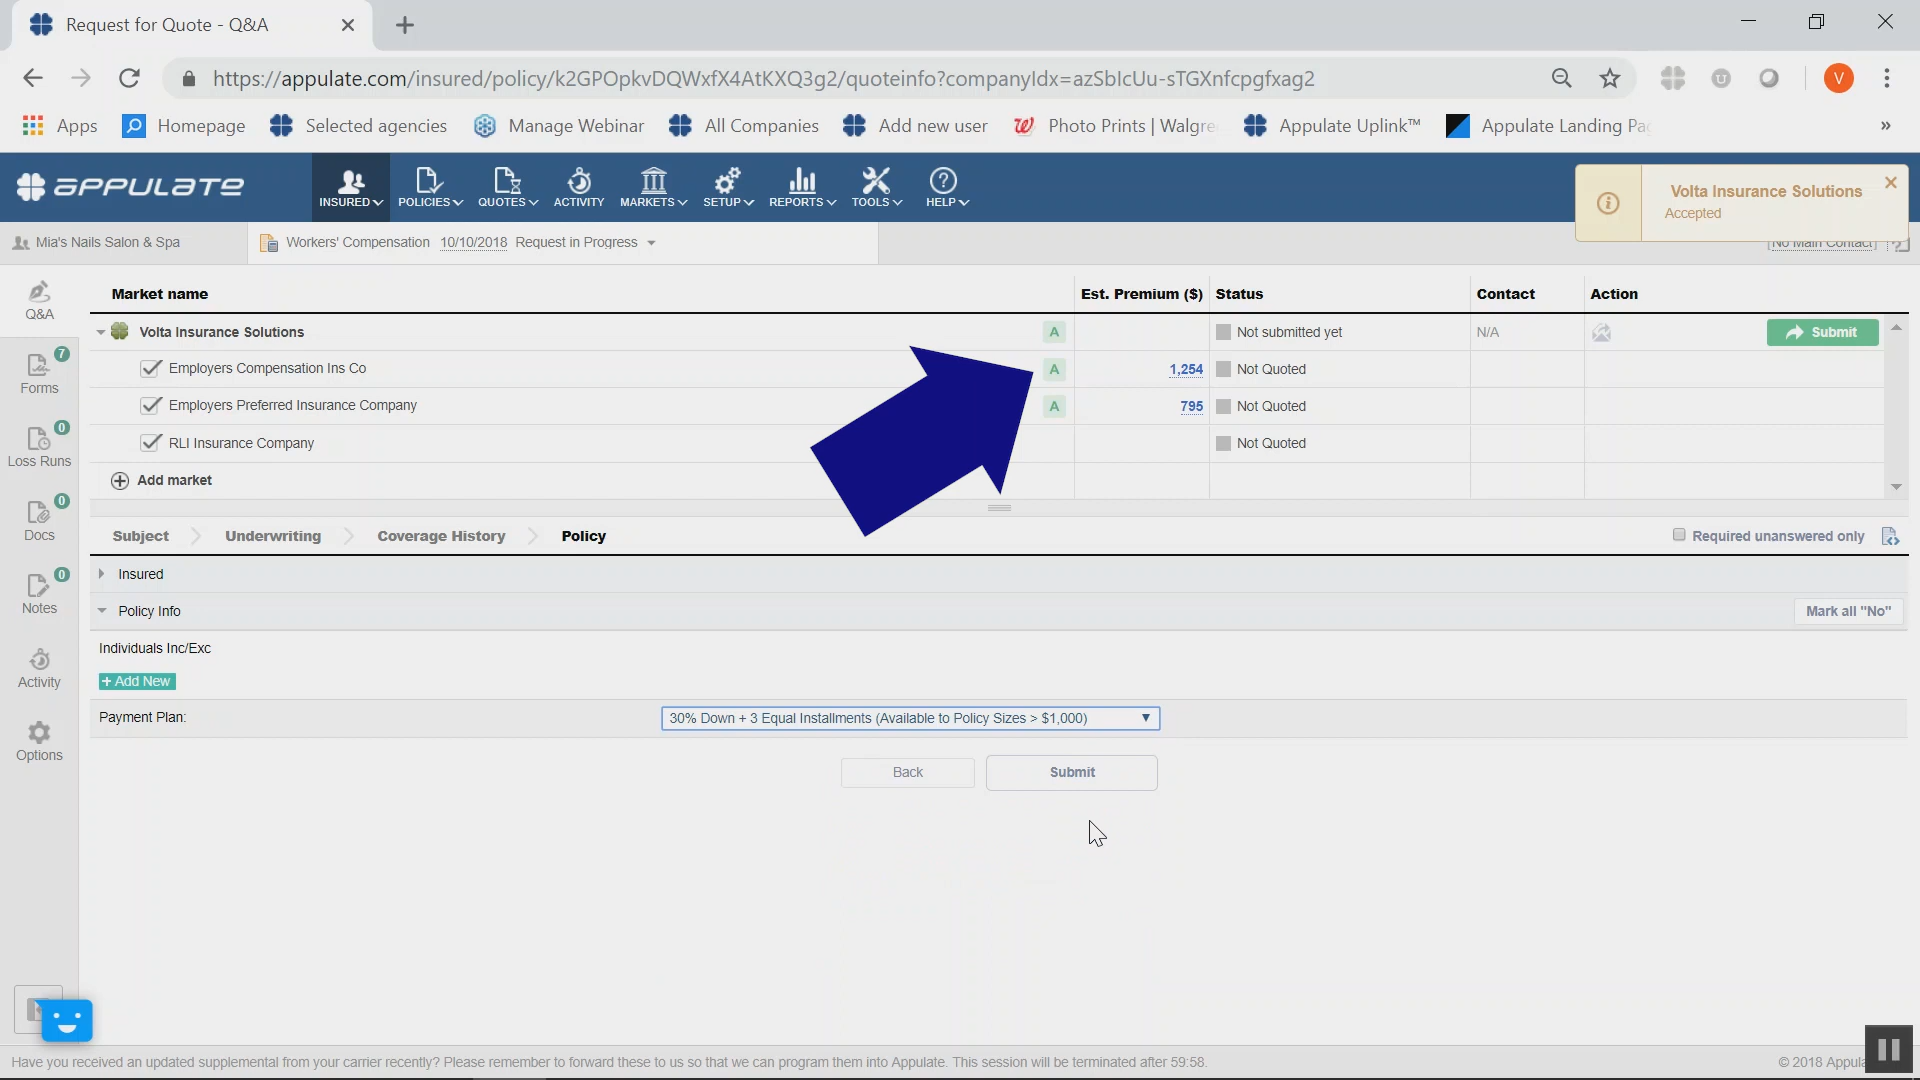 Request for Quote - Q&A
https://appulate.com/insured/policy/k2GPOpkvDQWxfX4AtKXQ3g2/quoteinfo?companyIdx=azSbIcUu-sTGXnfcpgfxag2
V
Apps Homepage Selected agencies Manage Webinar All Companies Add new user Photo Prints | Walgre Appulate Uplink™ Appulate Landing Pag »
APPULATE
INSURED POLICIES QUOTES ACTIVITY MARKETS SETUP REPORTS TOOLS HELP
Volta Insurance Solutions
Accepted
Mia's Nails Salon & Spa Workers' Compensation 10/10/2018 Request in Progress [No Main Contact]
Market name Est. Premium ($) Status Contact Action
Volta Insurance Solutions A Not submitted yet N/A Submit
Employers Compensation Ins Co A 1,254 Not Quoted
Employers Preferred Insurance Company A 795 Not Quoted
RLI Insurance Company Not Quoted
Add market
Q&A
7
Forms
0
Loss Runs
0
Docs
0
Notes
Activity
Options
Subject Underwriting Coverage History Policy Required unanswered only
Insured
Policy Info Mark all "No"
Individuals Inc/Exc
+ Add New
Payment Plan: 30% Down + 3 Equal Installments (Available to Policy Sizes > $1,000)
Back Submit
Have you received an updated supplemental from your carrier recently? Please remember to forward these to us so that we can program them into Appulate. This session will be terminated after 59:58.
© 2018 Appula